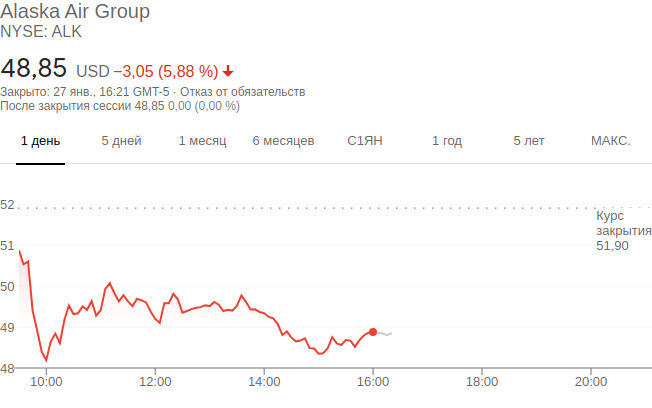 Alaska Air Group
NYSE: ALK
48,85 USD −3,05 (5,88 %)
Закрыто: 27 янв., 16:21 GMT-5 · Отказ от обязательств
После закрытия сессии 48,85 0,00 (0,00 %)
1 день 5 дней 1 месяц 6 месяцев С1ЯН 1 год 5 лет МАКС.
52
Курс
закрытия
51,90
51
50
49
48
10:00 12:00 14:00 16:00 18:00 20:00